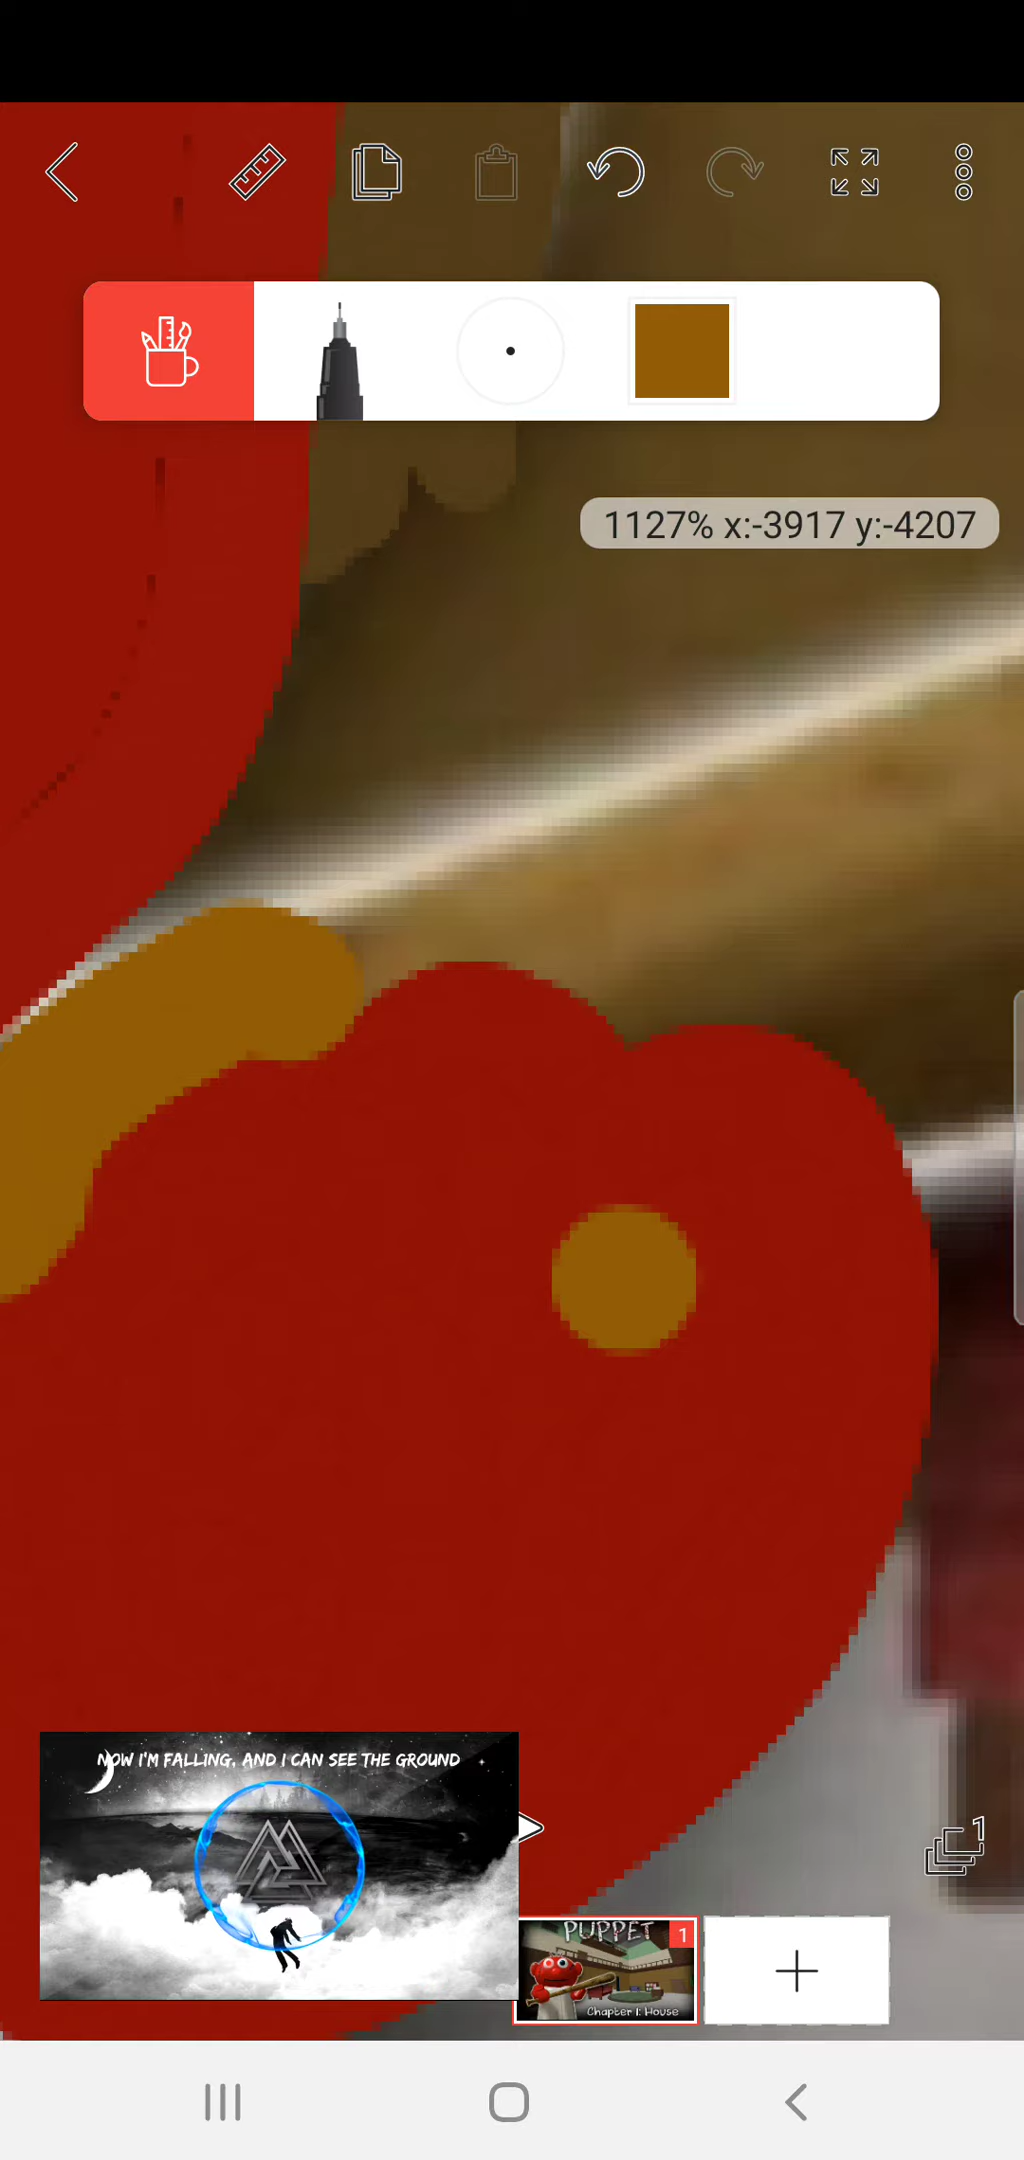 1127% x:-3917 y:-4207
NOW I'M FALLING, AND I CAN SEE THE GROUND
1
PUPPET
1
Chapter 1: House